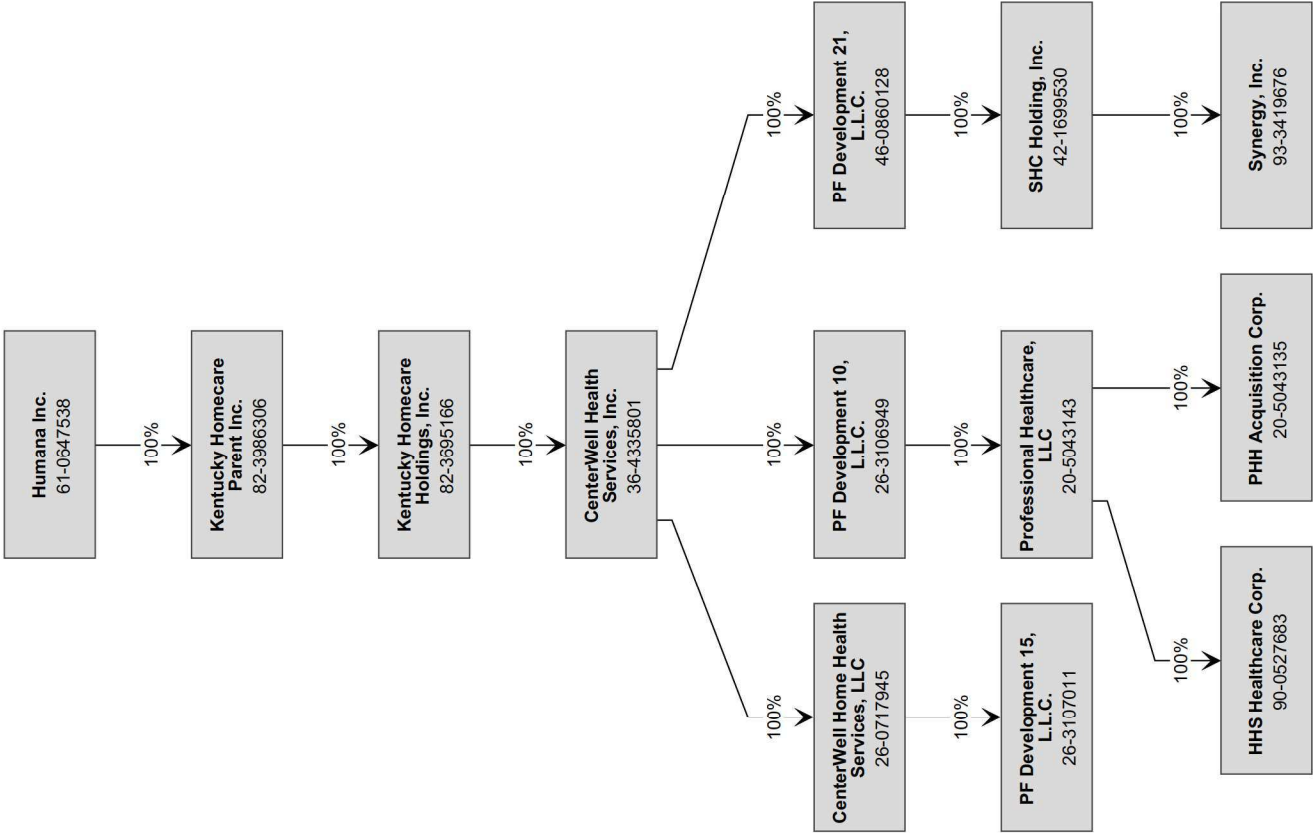 Humana Inc.
61-0647538
100%
Kentucky Homecare
Parent Inc.
82-3986306
100%
Kentucky Homecare
Holdings, Inc.
82-3695166
100%
CenterWell Health
Services, Inc.
36-4335801
100%
100%
100%
CenterWell Home Health
Services, LLC
26-0717945
PF Development 10,
L.L.C.
26-3106949
PF Development 21,
L.L.C.
46-0860128
100%
100%
100%
PF Development 15,
L.L.C.
26-3107011
Professional Healthcare,
LLC
20-5043143
SHC Holding, Inc.
42-1699530
100%
100%
100%
HHS Healthcare Corp.
90-0527683
PHH Acquisition Corp.
20-5043135
Synergy, Inc.
93-3419676